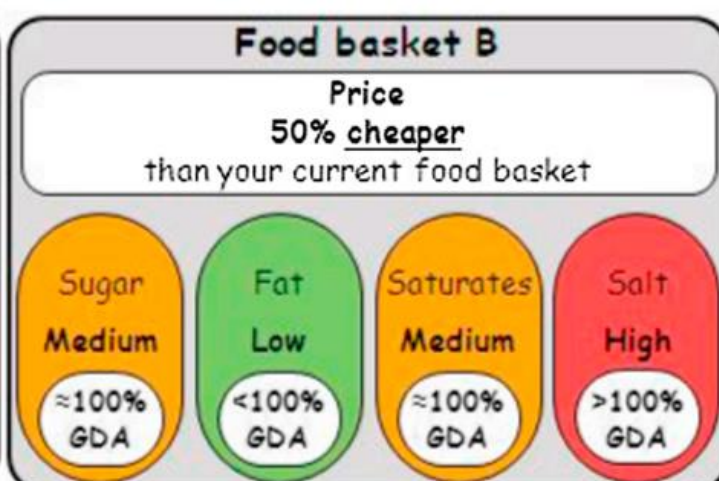 Food basket B
Price
50% cheaper
than your current food basket
Sugar
Medium
≈100%
GDA
Fat
Low
<100%
GDA
Saturates
Medium
≈100%
GDA
Salt
High
>100%
GDA